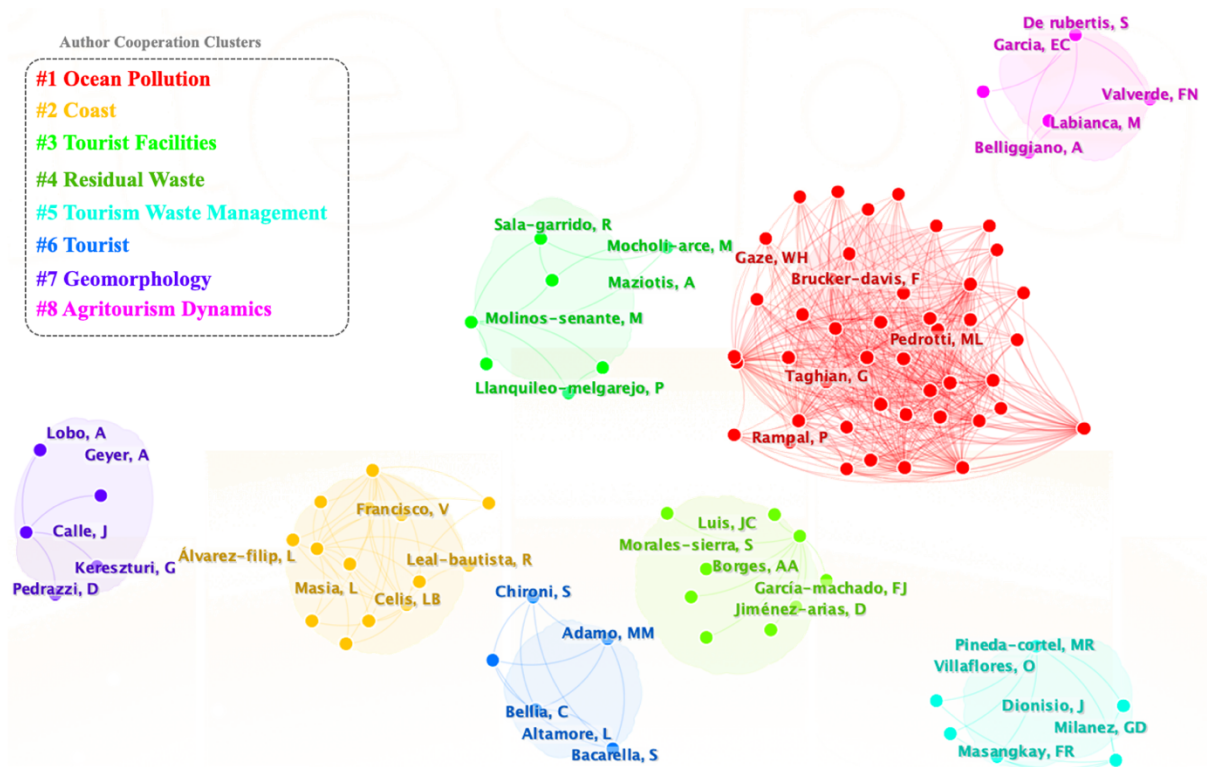 Author Cooperation Clusters
#1 Ocean Pollution
#2 Coast
#3 Tourist Facilities
#4 Residual Waste
#5 Tourism Waste Management
#6 Tourist
#7 Geomorphology
#8 Agritourism Dynamics
De rubertis, S
Garcia, EC
Valverde, FN
Labianca, M
Belliggiano, A
Sala-garrido, R
Mocholi-arce, M
Maziotis, A
Molinos-senante, M
Llanquileo-melgarejo, P
Gaze, WH
Brucker-davis, F
Pedrotti, ML
Taghian, G
Rampal, P
Lobo, A
Geyer, A
Calle, J
Kereszturi, G
Pedrazzi, D
Francisco, V
Álvarez-filip, L
Leal-bautista, R
Masia, L
Celis, LB
Luis, JC
Morales-sierra, S
Borges, AA
García-machado, FJ
Jiménez-arias, D
Chironi, S
Adamo, MM
Bellia, C
Altamore, L
Bacarella, S
Pineda-cortel, MR
Villaflores, O
Dionisio, J
Milanez, GD
Masangkay, FR